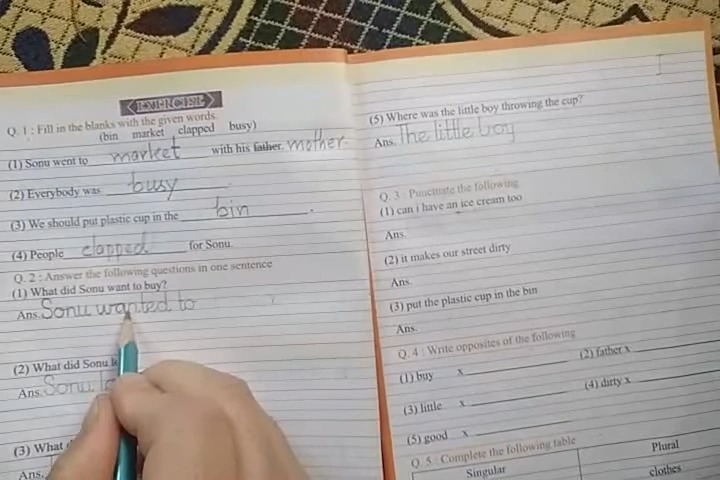 EXERCISE
Q. 1 : Fill in the blanks with the given words.
(bin market clapped busy)
(1) Sonu went to market with his father. mother.
(2) Everybody was busy
(3) We should put plastic cup in the bin .
(4) People clapped for Sonu.
Q. 2 : Answer the following questions in one sentence
(1) What did Sonu want to buy?
Ans. Sonu wanted to
(2) What did Sonu
Ans. Sonu
(3) What
Ans.
(5) Where was the little boy throwing the cup?
Ans. The little boy
Q. 3 : Punctuate the following
(1) can i have an ice cream too
Ans.
(2) it makes our street dirty
Ans.
(3) put the plastic cup in the bin
Ans.
Q. 4 : Write opposites of the following
(1) buy x (2) father x
(3) little x (4) dirty x
(5) good x
Q. 5 : Complete the following table
Singular Plural
clothes